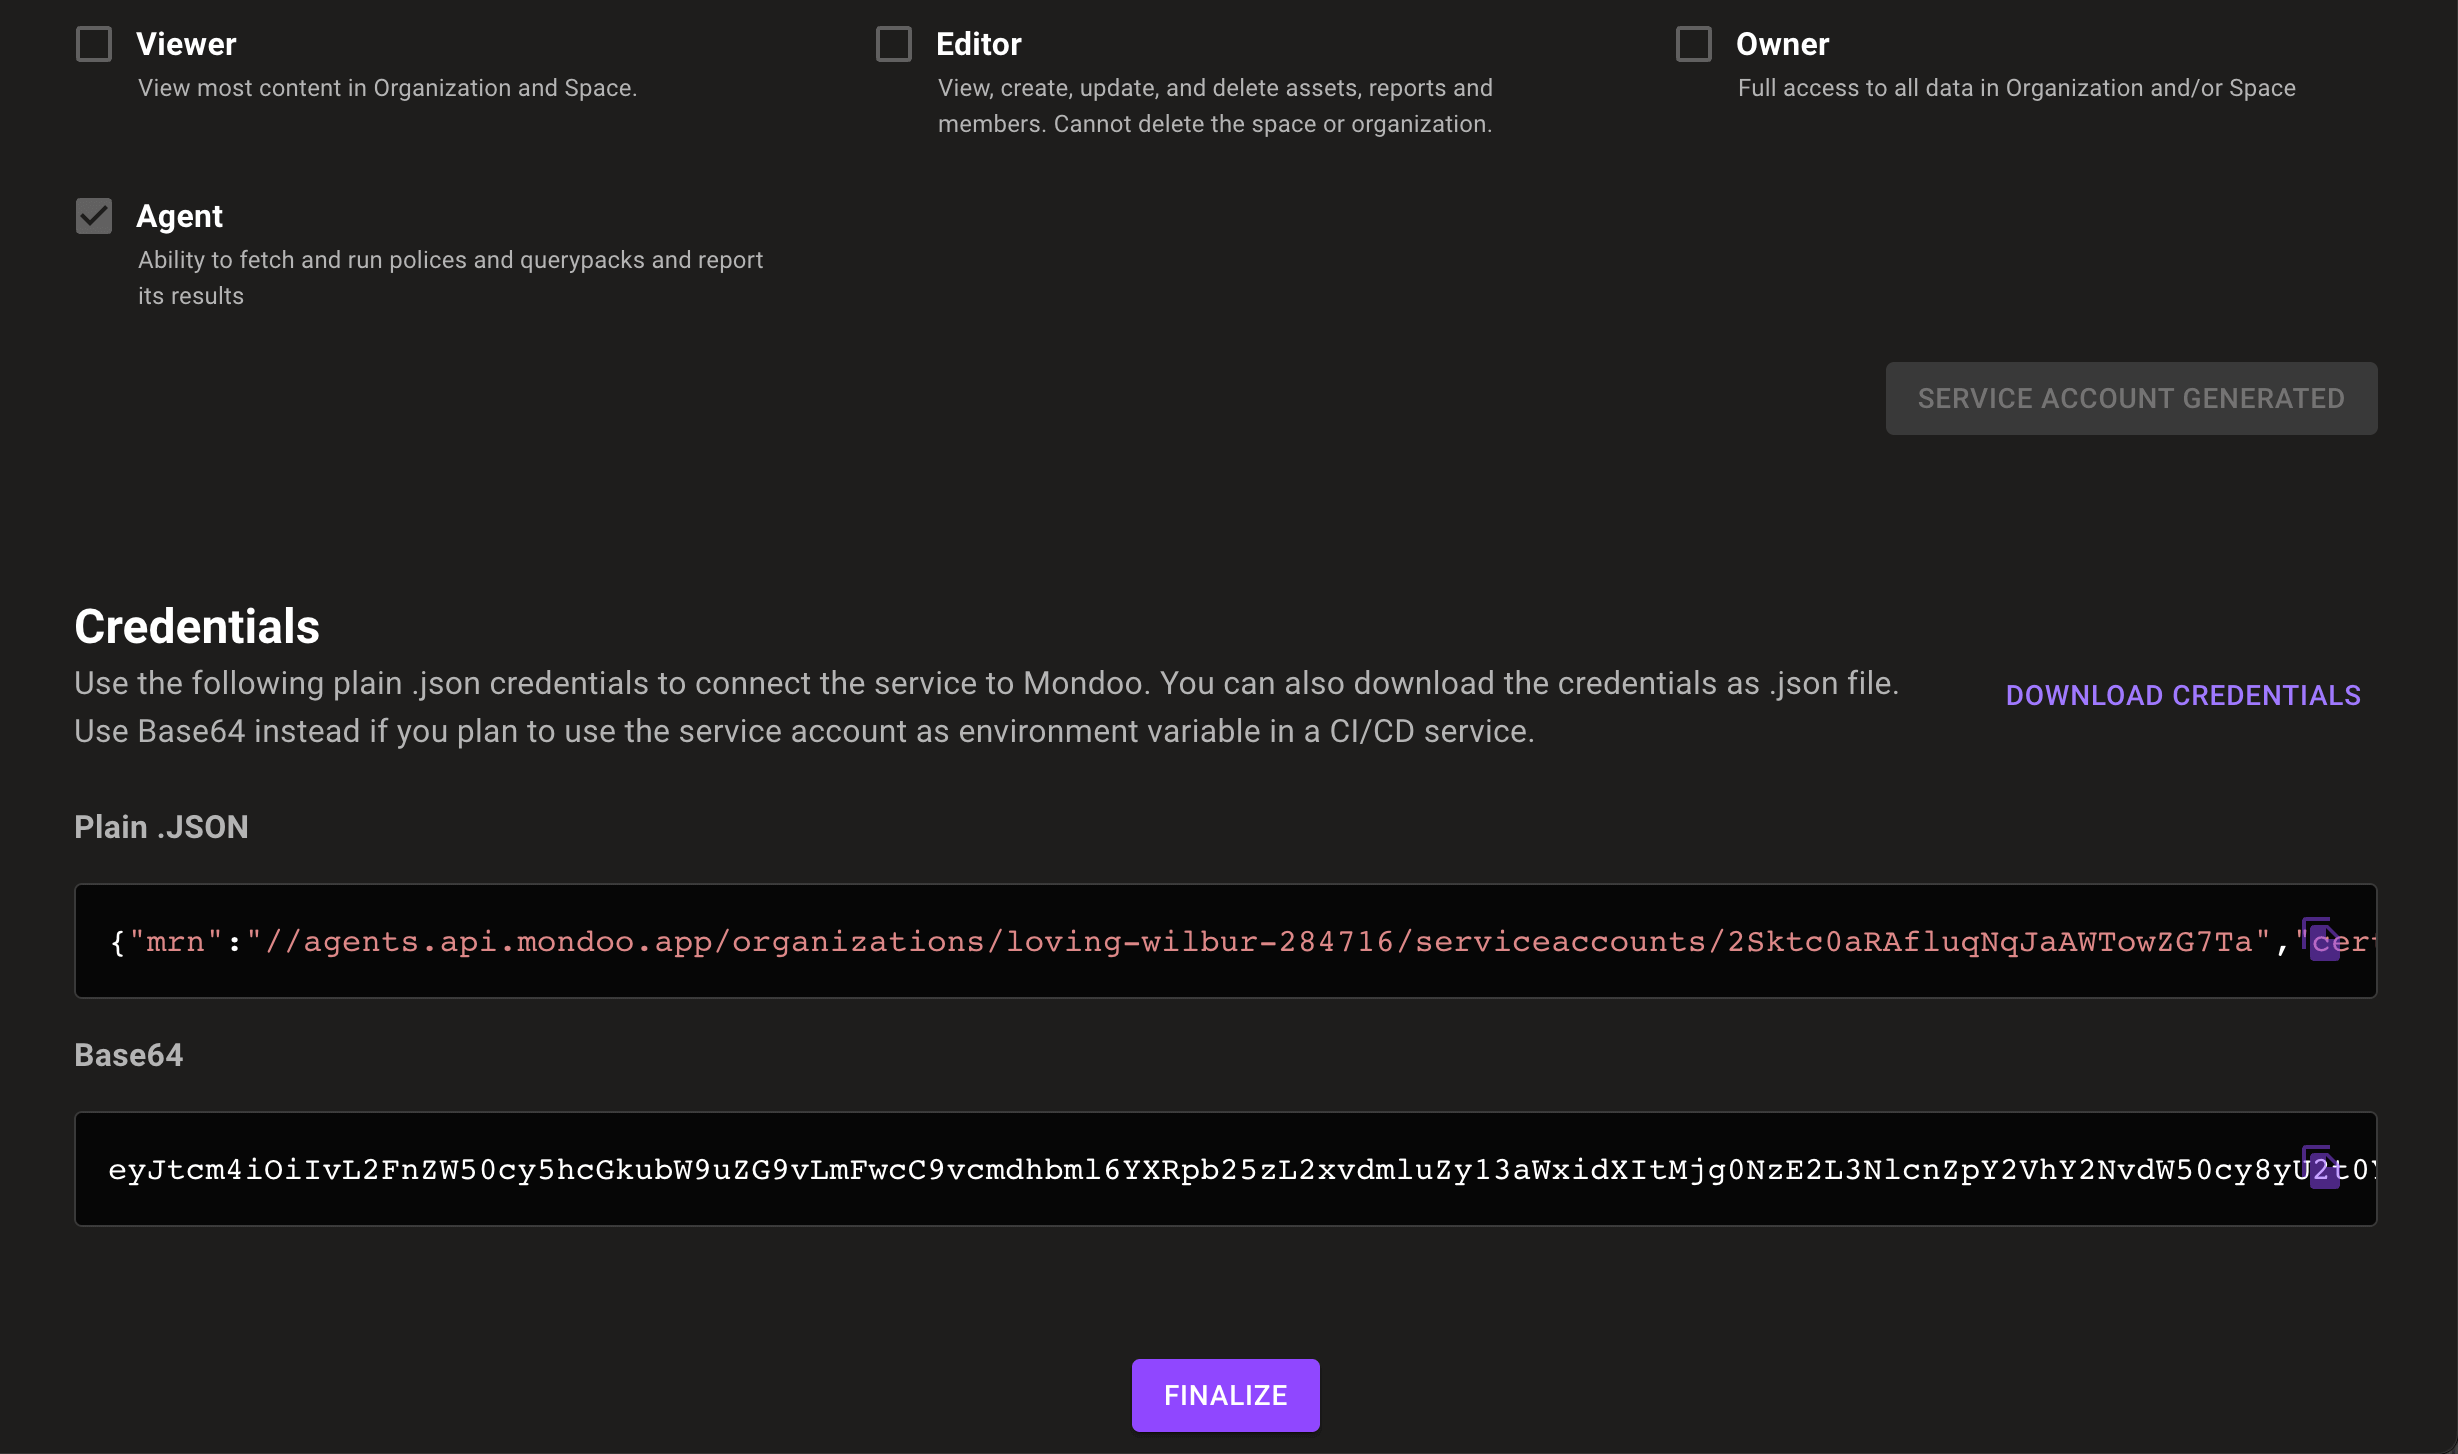 Viewer
View most content in Organization and Space.
Editor
View, create, update, and delete assets, reports and
members. Cannot delete the space or organization.
Owner
Full access to all data in Organization and/or Space
Agent
Ability to fetch and run polices and querypacks and report
its results
SERVICE ACCOUNT GENERATED
Credentials
Use the following plain .json credentials to connect the service to Mondoo. You can also download the credentials as .json file.
Use Base64 instead if you plan to use the service account as environment variable in a CI/CD service.
DOWNLOAD CREDENTIALS
Plain .JSON
{"mrn":"//agents.api.mondoo.app/organizations/loving-wilbur-284716/serviceaccounts/2Sktc0aRAfluqNqJaAWTowZG7Ta","cer
Base64
eyJtcm4iOiIvL2FnZW50cy5hcGkubW9uZG9vLmFwcC9vcmdhbml6YXRpb25zL2xvdmluZy13aWxidXItMjg0NzE2L3NlcnZpY2VhY2NvdW50cy8yU2t0
FINALIZE